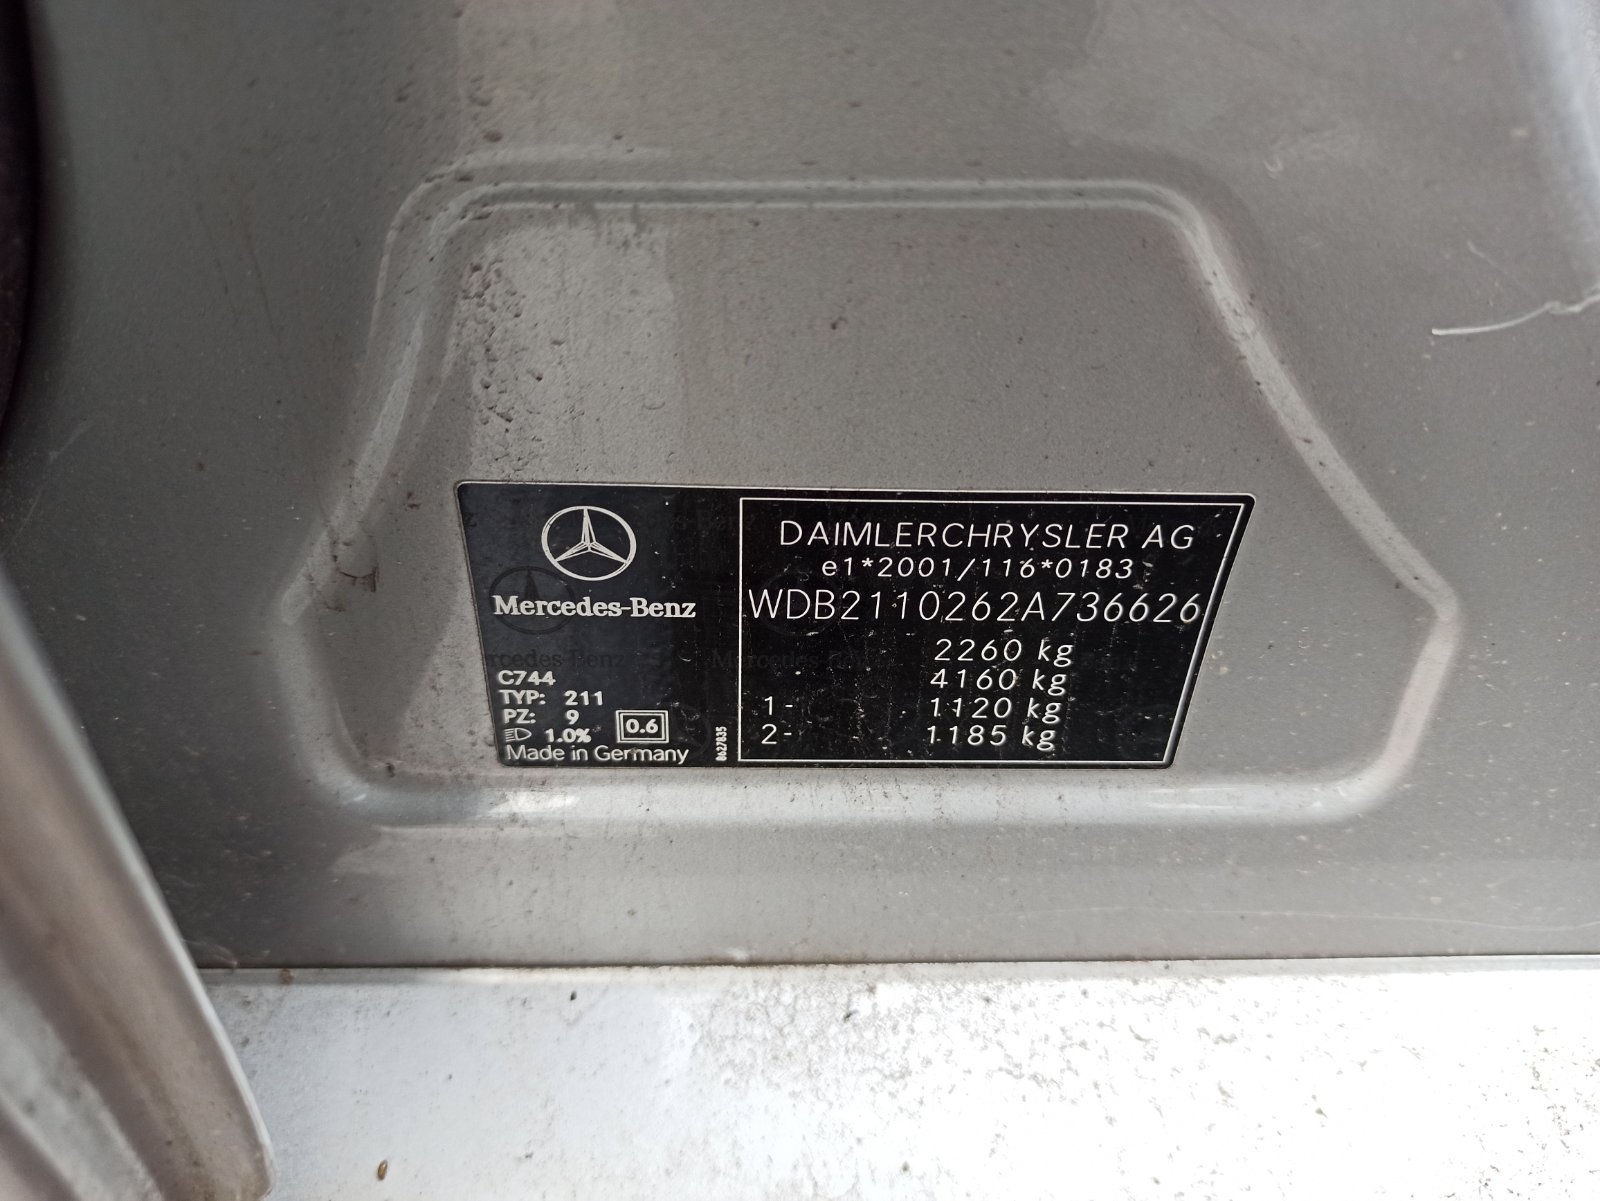 Mercedes-Benz
C744
TYP: 211
PZ: 9
1.0%
0.6
Made in Germany
8627835
DAIMLERCHRYSLER AG
e1*2001/116*0183
WDB2110262A736626
2260 kg
4160 kg
1- 1120 kg
2- 1185 kg